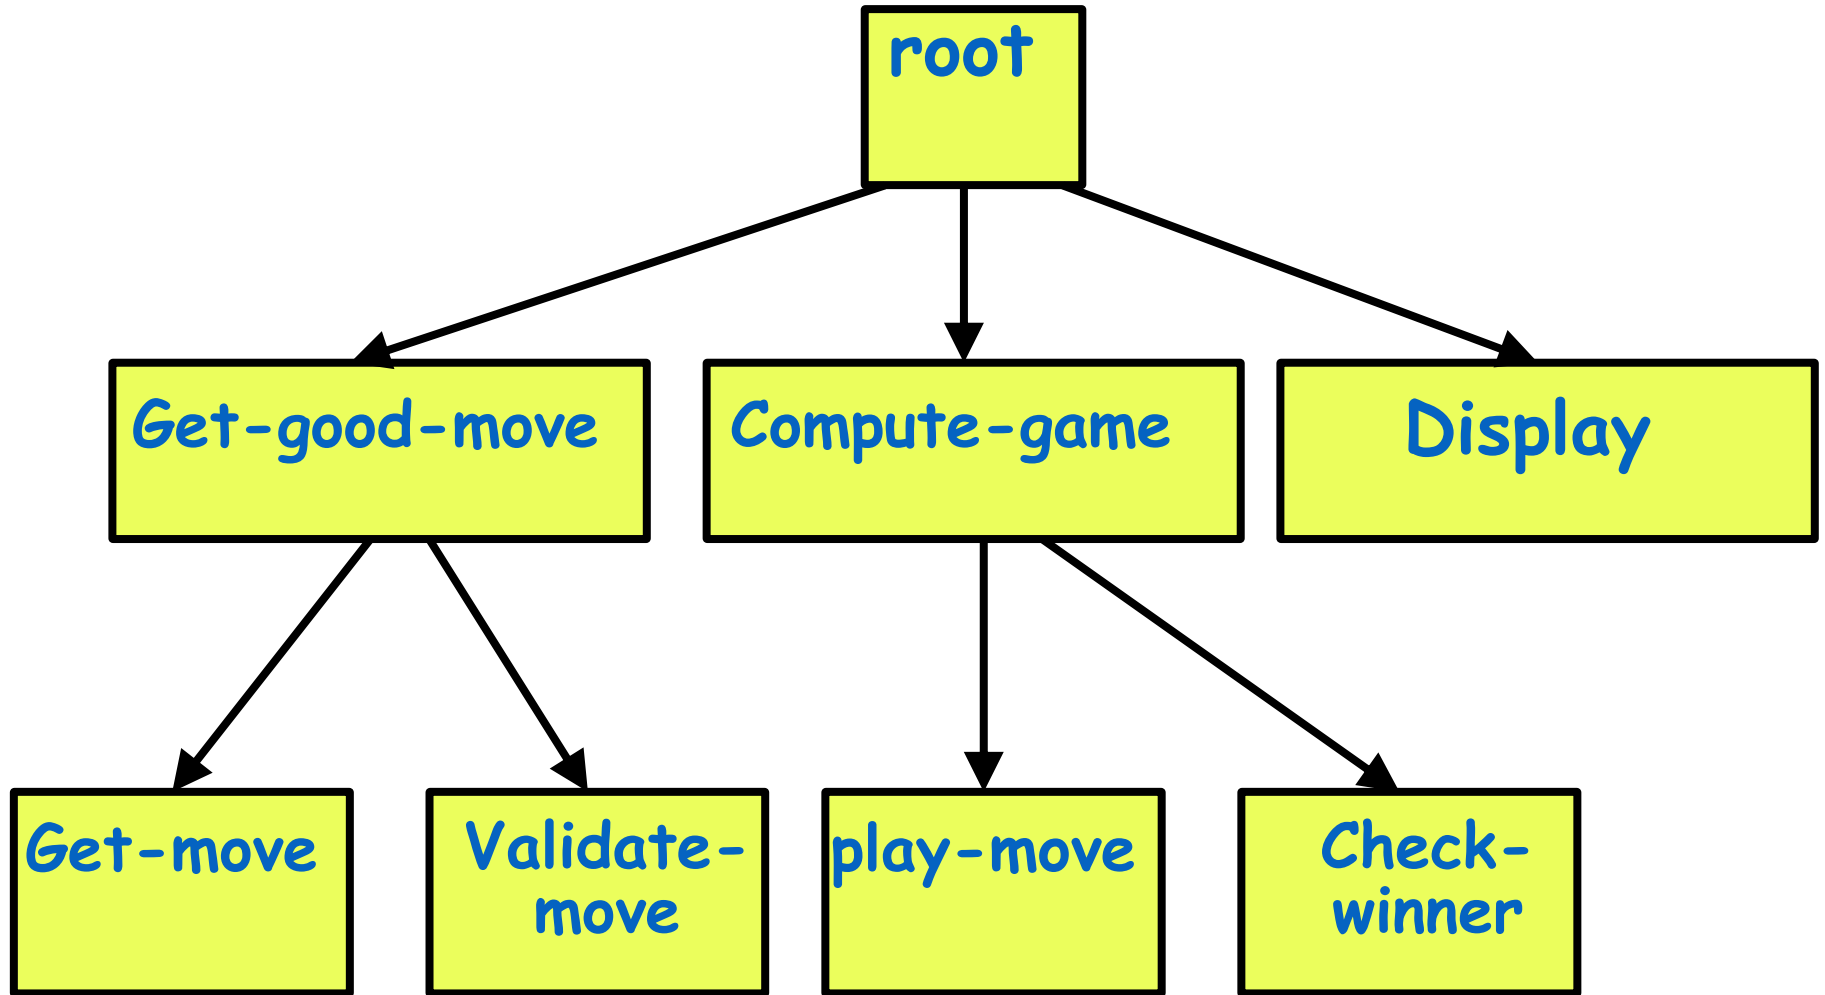 root
Get-good-move
Compute-game
Display
Get-move
Validate-
move
play-move
Check-
winner